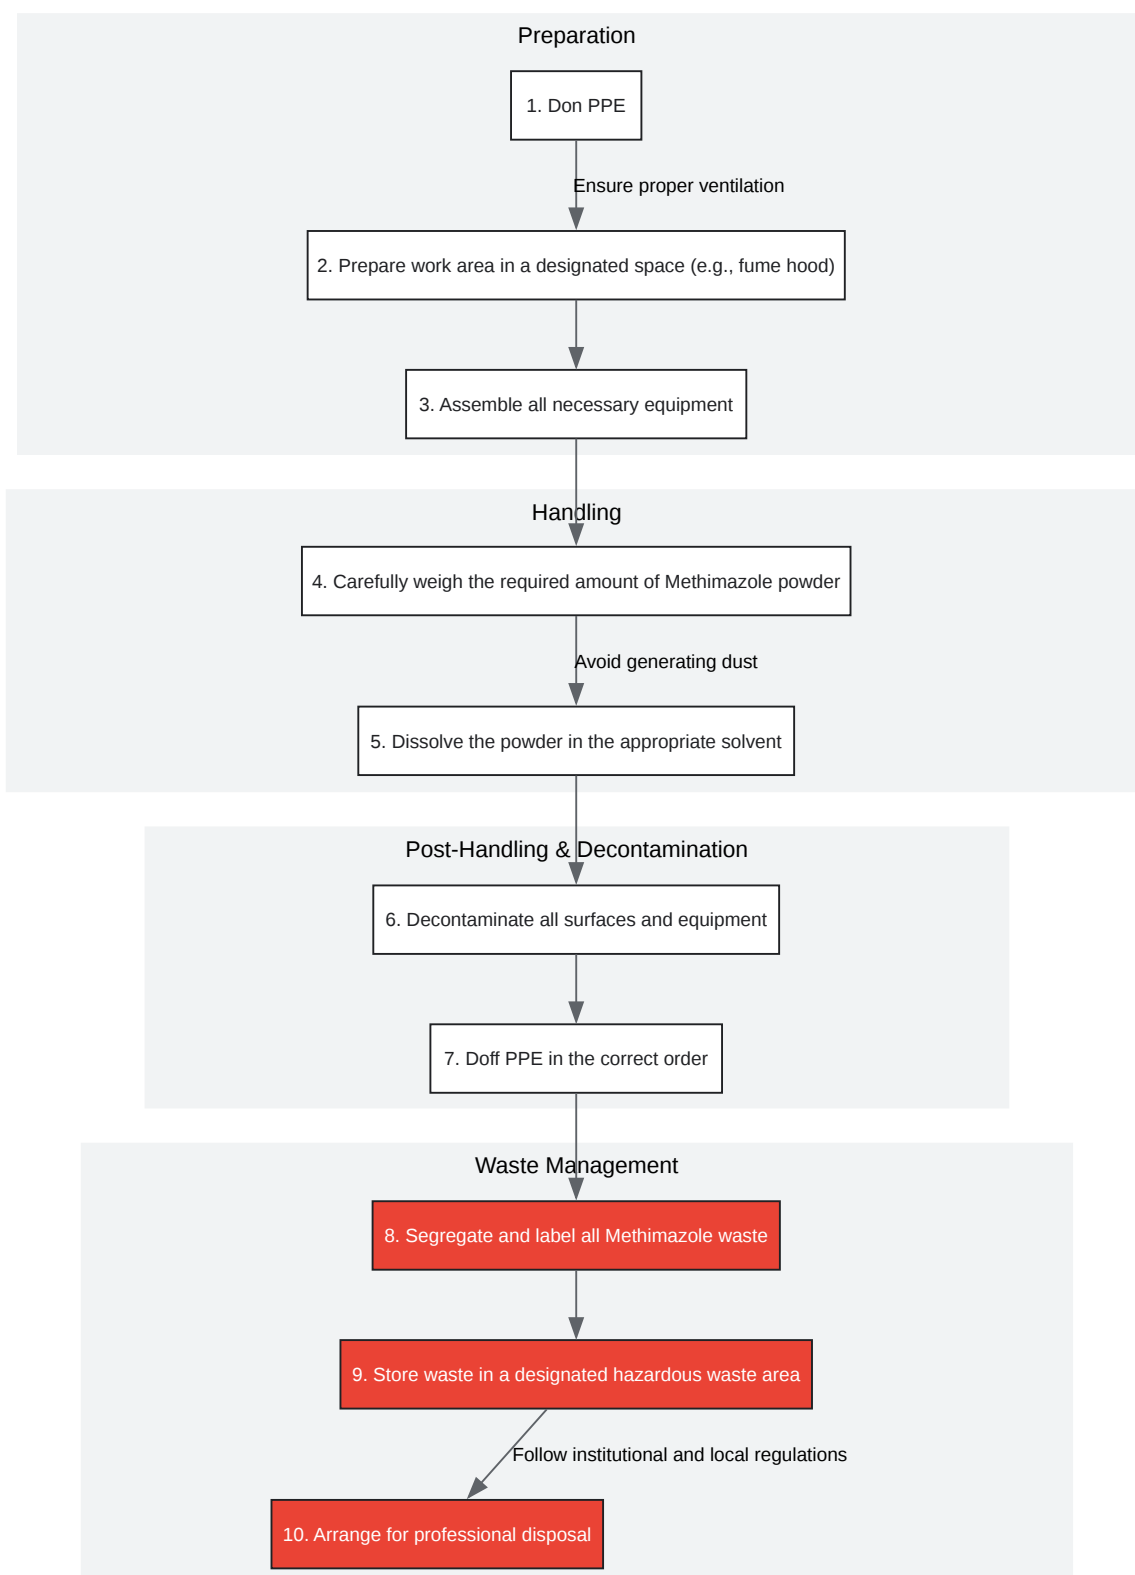 Preparation
1. Don PPE
Ensure proper ventilation
2. Prepare work area in a designated space (e.g., fume hood)
3. Assemble all necessary equipment
Handling
4. Carefully weigh the required amount of Methimazole powder
Avoid generating dust
5. Dissolve the powder in the appropriate solvent
Post-Handling & Decontamination
6. Decontaminate all surfaces and equipment
7. Doff PPE in the correct order
Waste Management
8. Segregate and label all Methimazole waste
9. Store waste in a designated hazardous waste area
Follow institutional and local regulations
10. Arrange for professional disposal